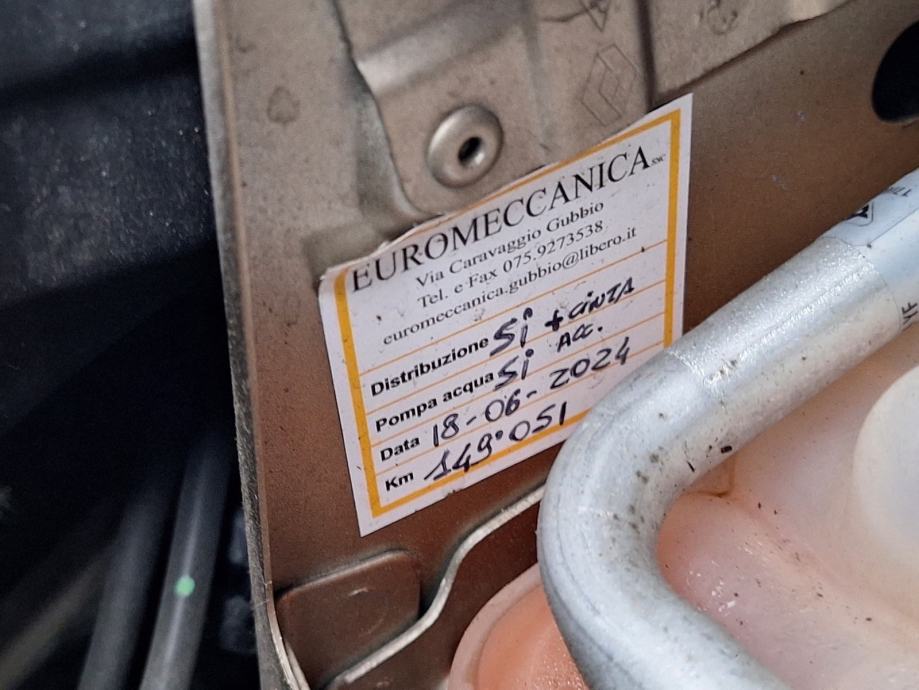 EUROMECCANICA snc
Via Caravaggio Gubbio
Tel. e Fax 075.9273538
euromeccanica.gubbio@libero.it
Distribuzione Si + CINTA
Pompa acqua Si ACC.
Data 18-06-2024
Km 149°051